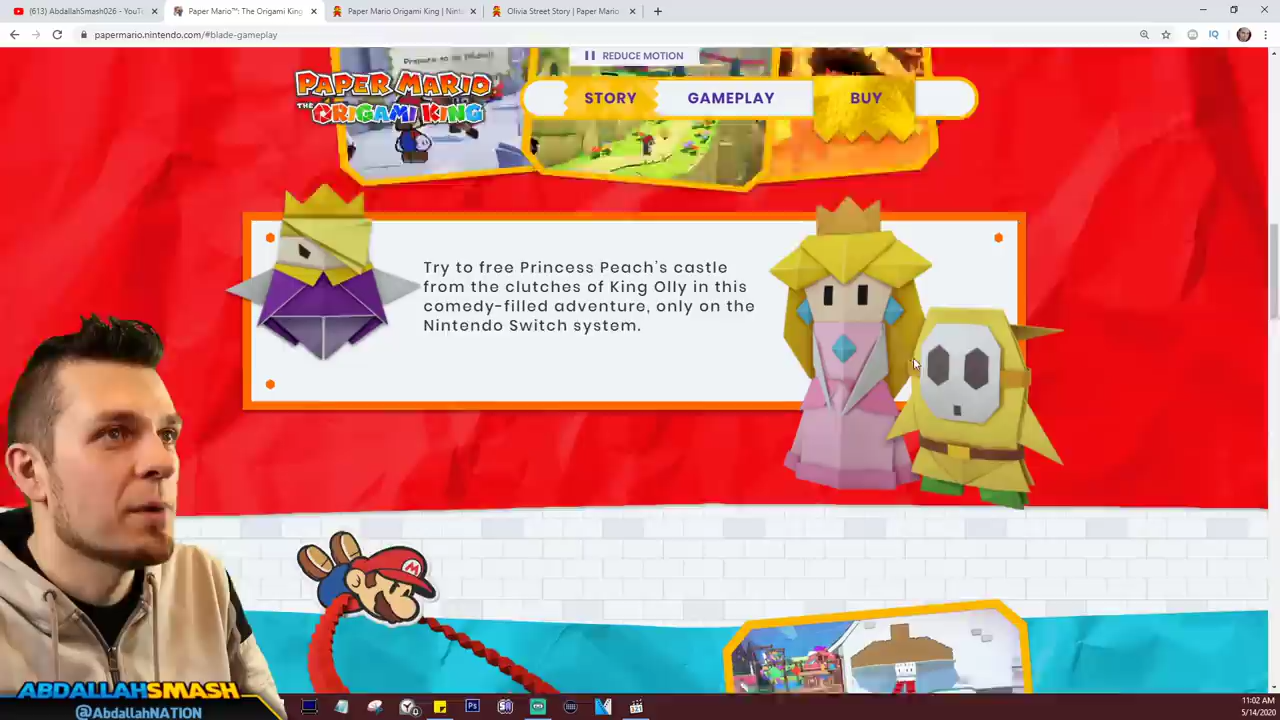 (613) AbdallahSmash026 - YouT
Paper Mario™: The Origami King
Paper Mario Origami King | Nint
Olivia Street Story | Paper Mario
papermario.nintendo.com/#blade-gameplay
REDUCE MOTION
PAPER MARIO
THE ORIGAMI KING
STORY
GAMEPLAY
BUY
Try to free Princess Peach's castle
from the clutches of King Olly in this
comedy-filled adventure, only on the
Nintendo Switch system.
M
ABDALLAHSMASH
@AbdallahNATION
11:02 AM
5/14/2020